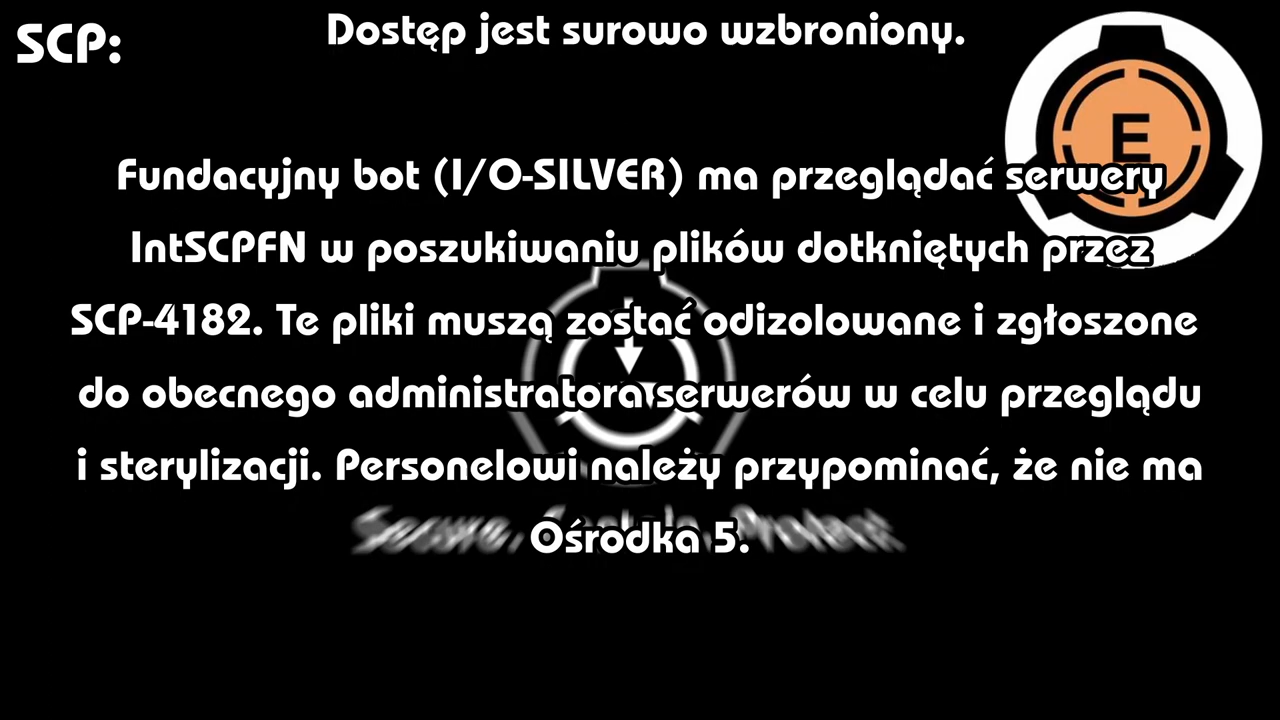 SCP:
Dostęp jest surowo wzbroniony.
E
Fundacyjny bot (I/O-SILVER) ma przeglądać serwery
IntSCPFN w poszukiwaniu plików dotkniętych przez
SCP-4182. Te pliki muszą zostać odizolowane i zgłoszone
do obecnego administratora serwerów w celu przeglądu
i sterylizacji. Personelowi należy przypominać, że nie ma
Ośrodka 5.
Secure, Protect.